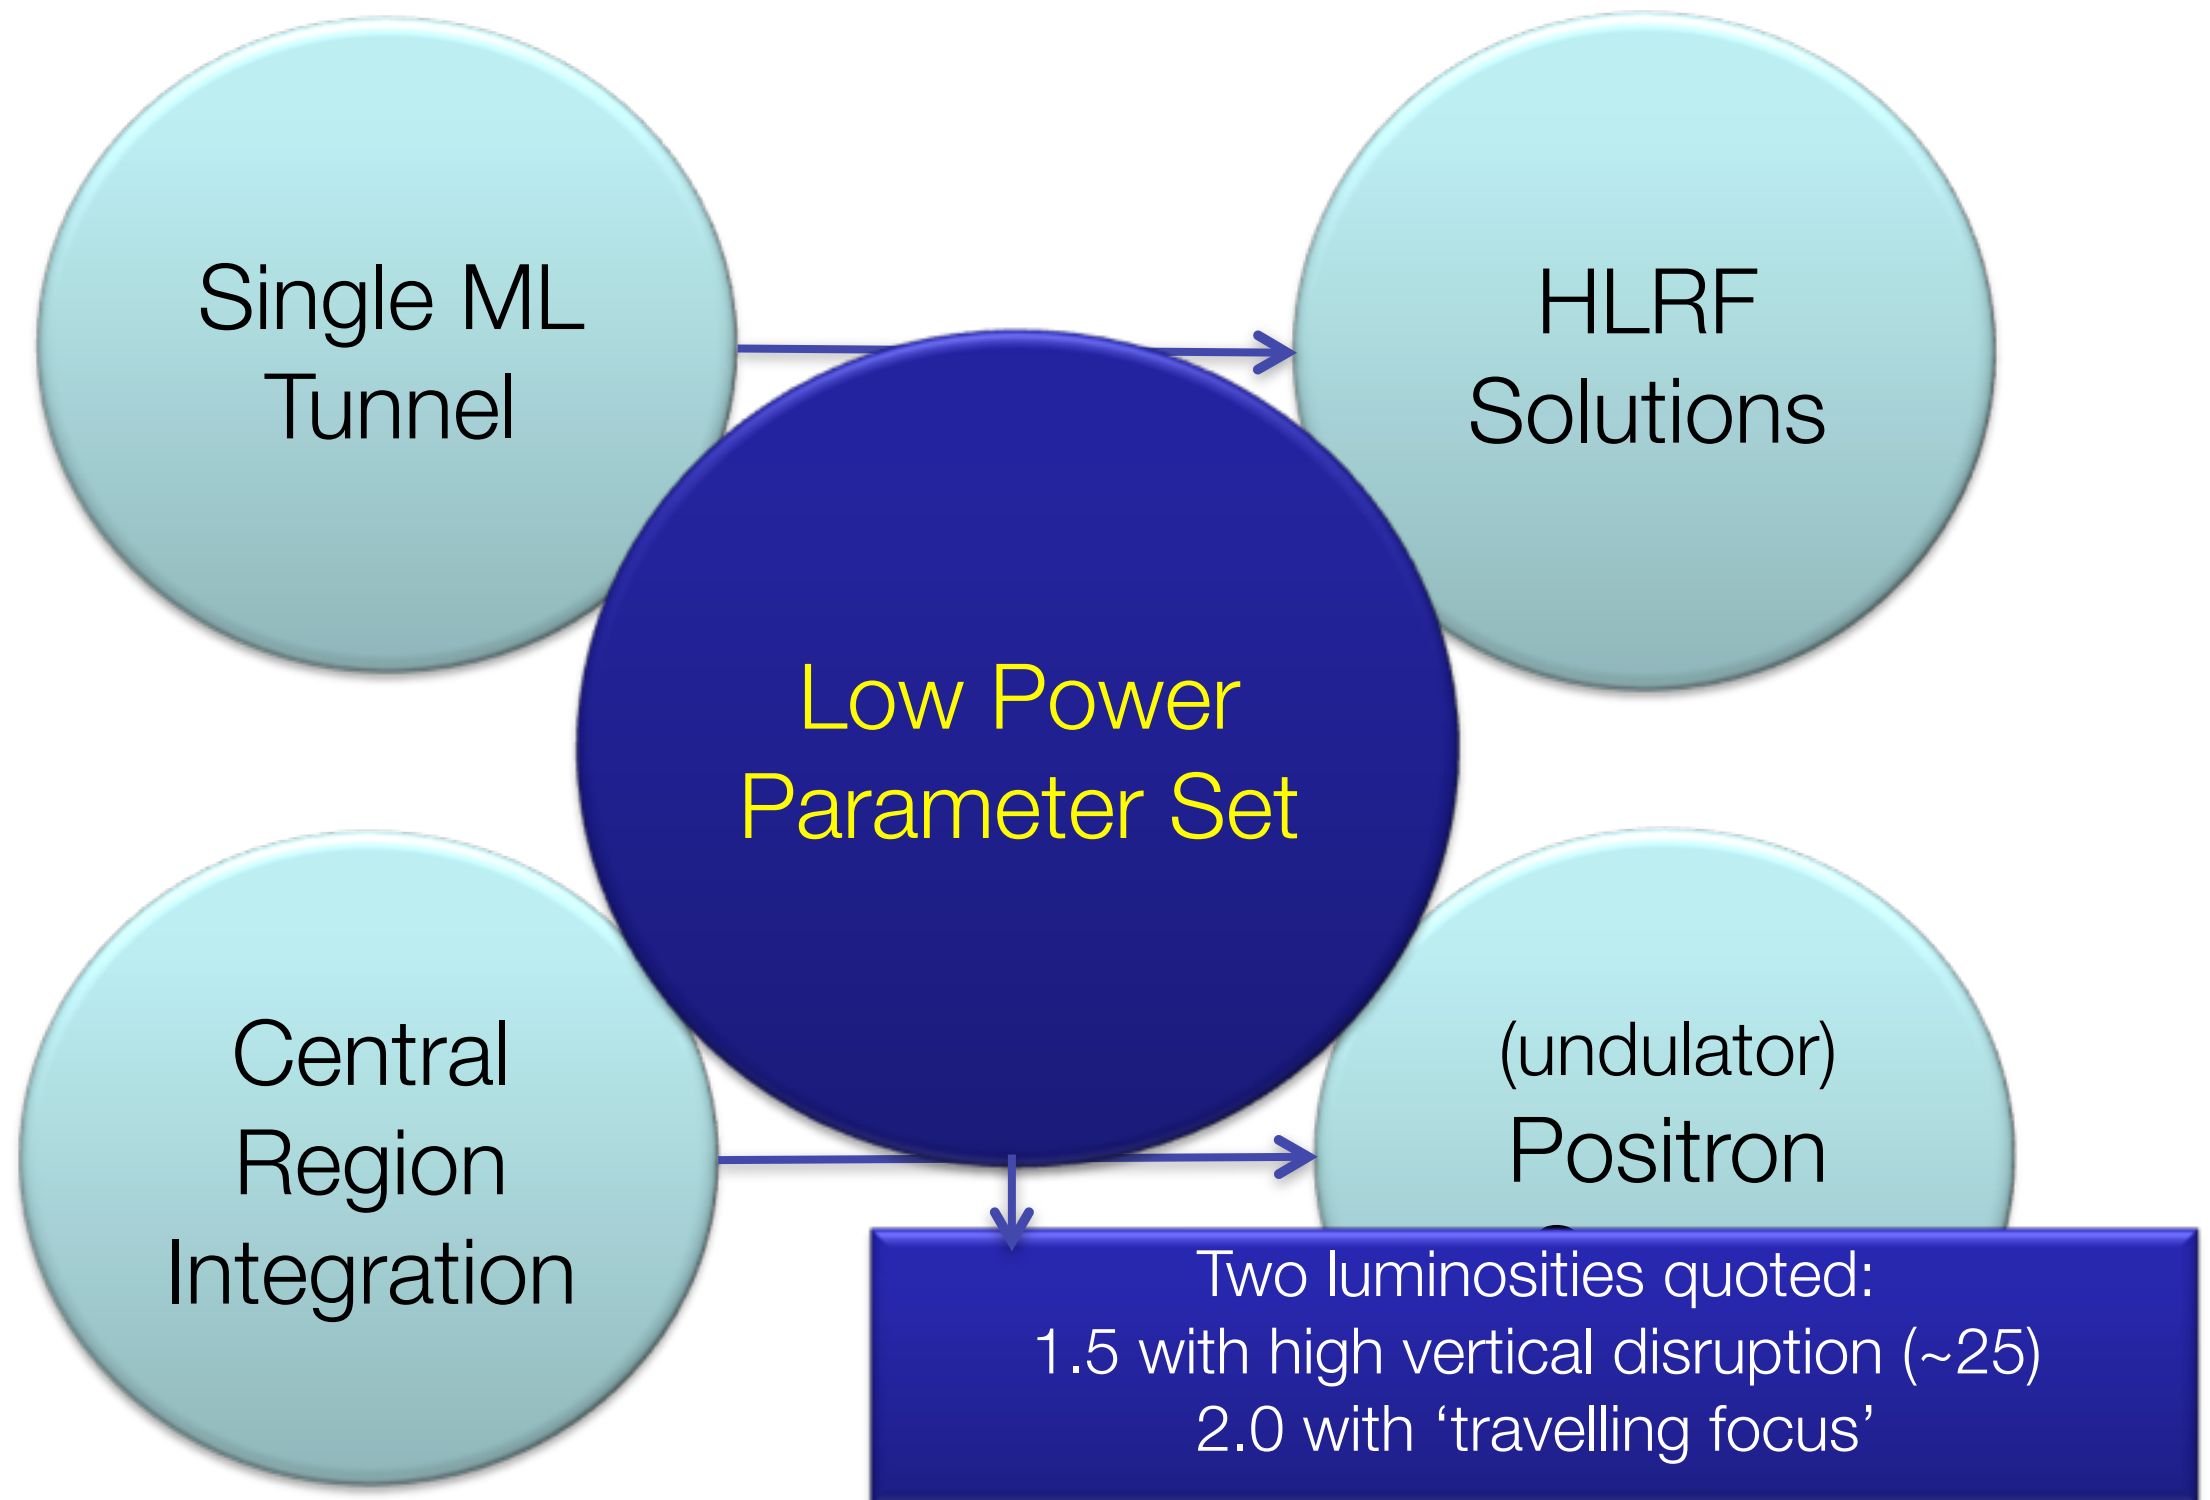 Single ML
Tunnel
HLRF
Solutions
Low Power
Parameter Set
Central
Region
Integration
(undulator)
Positron
Two luminosities quoted:
1.5 with high vertical disruption (~25)
2.0 with ‘travelling focus’